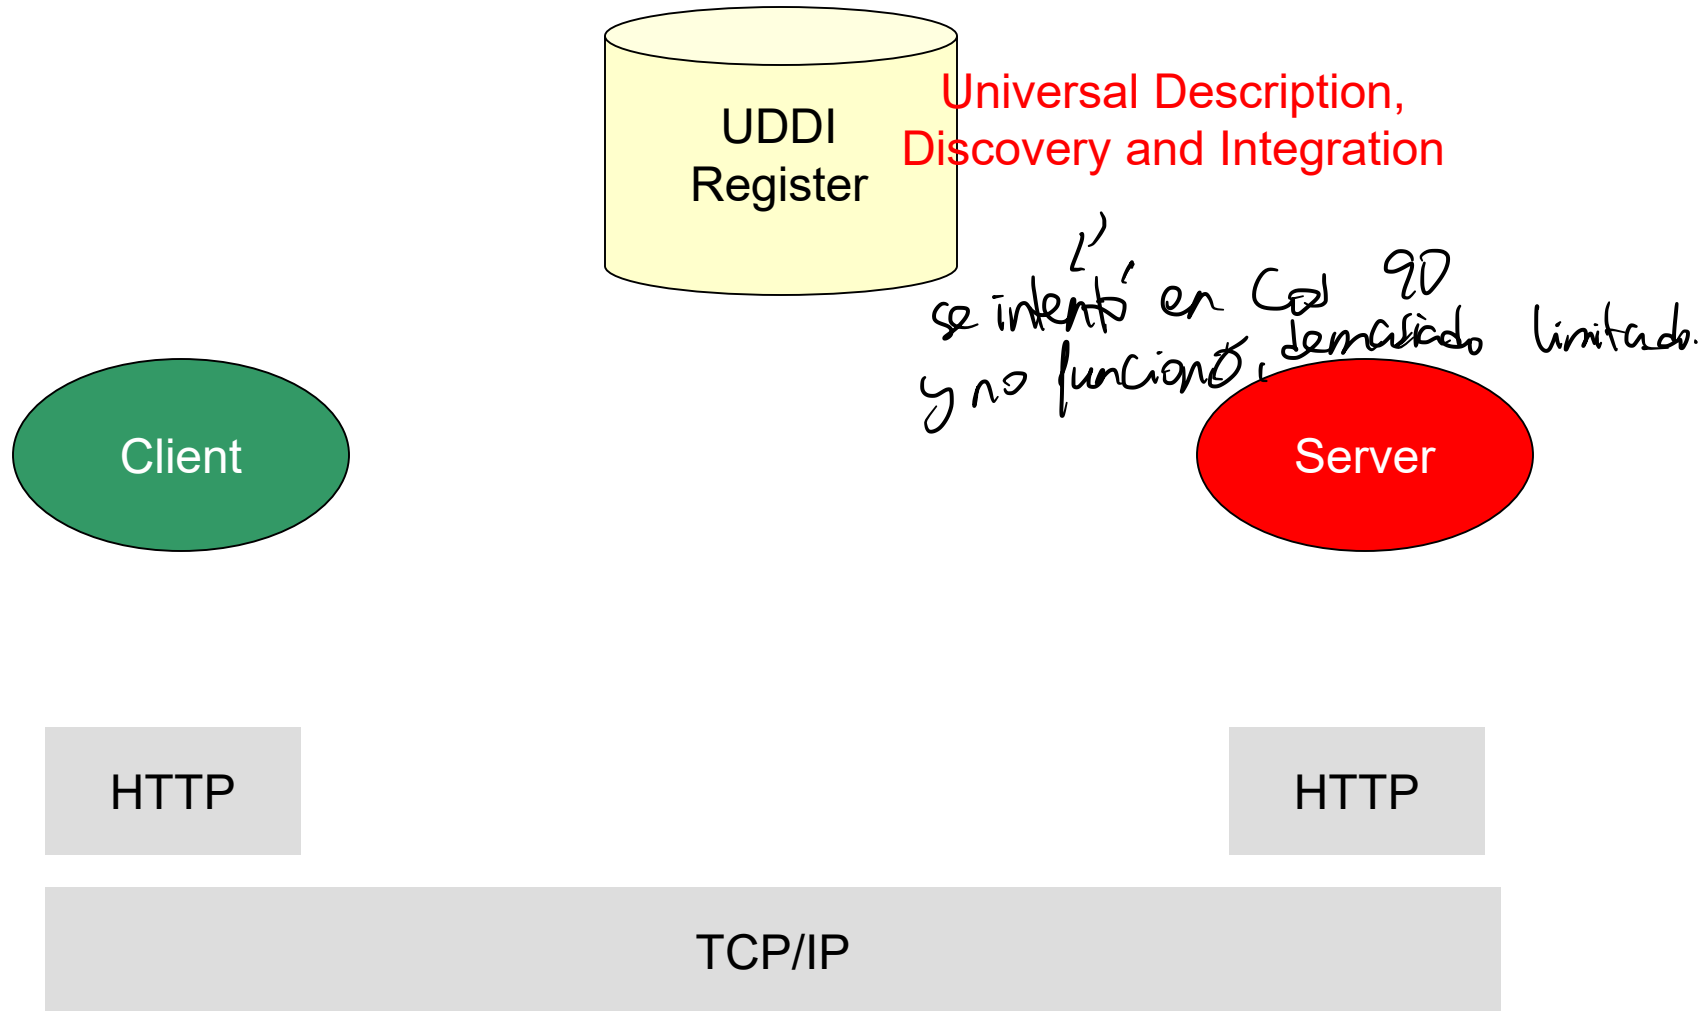 UDDI
Register
Universal Description,
Discovery and Integration
se intentó en 90
y no funcionó, demasiado limitado.
Client
Server
HTTP
HTTP
TCP/IP